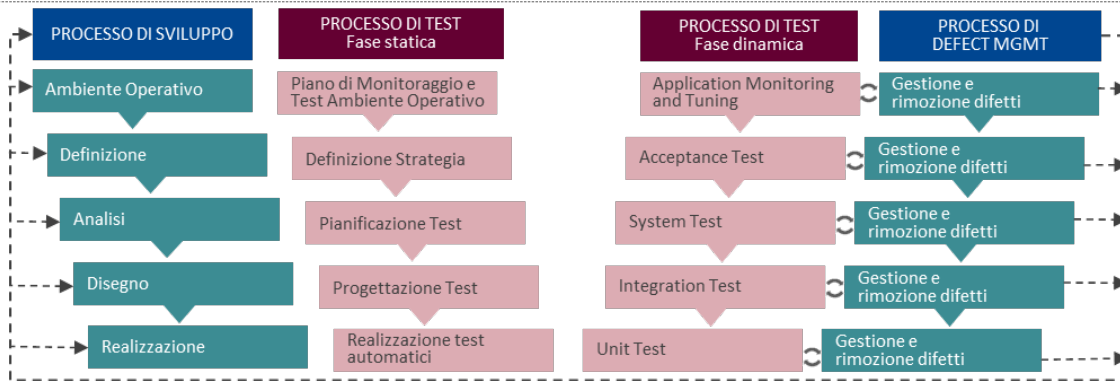 PROCESSO DI SVILUPPO
PROCESSO DI TEST
Fase statica
PROCESSO DI TEST
Fase dinamica
PROCESSO DI
DEFECT MGMT
Ambiente Operativo
Piano di Monitoraggio e
Test Ambiente Operativo
Application Monitoring
and Tuning
Gestione e
rimozione difetti
Definizione
Definizione Strategia
Acceptance Test
Gestione e
rimozione difetti
Analisi
Pianificazione Test
System Test
Gestione e
rimozione difetti
Disegno
Progettazione Test
Integration Test
Gestione e
rimozione difetti
Realizzazione
Realizzazione test
automatici
Unit Test
Gestione e
rimozione difetti